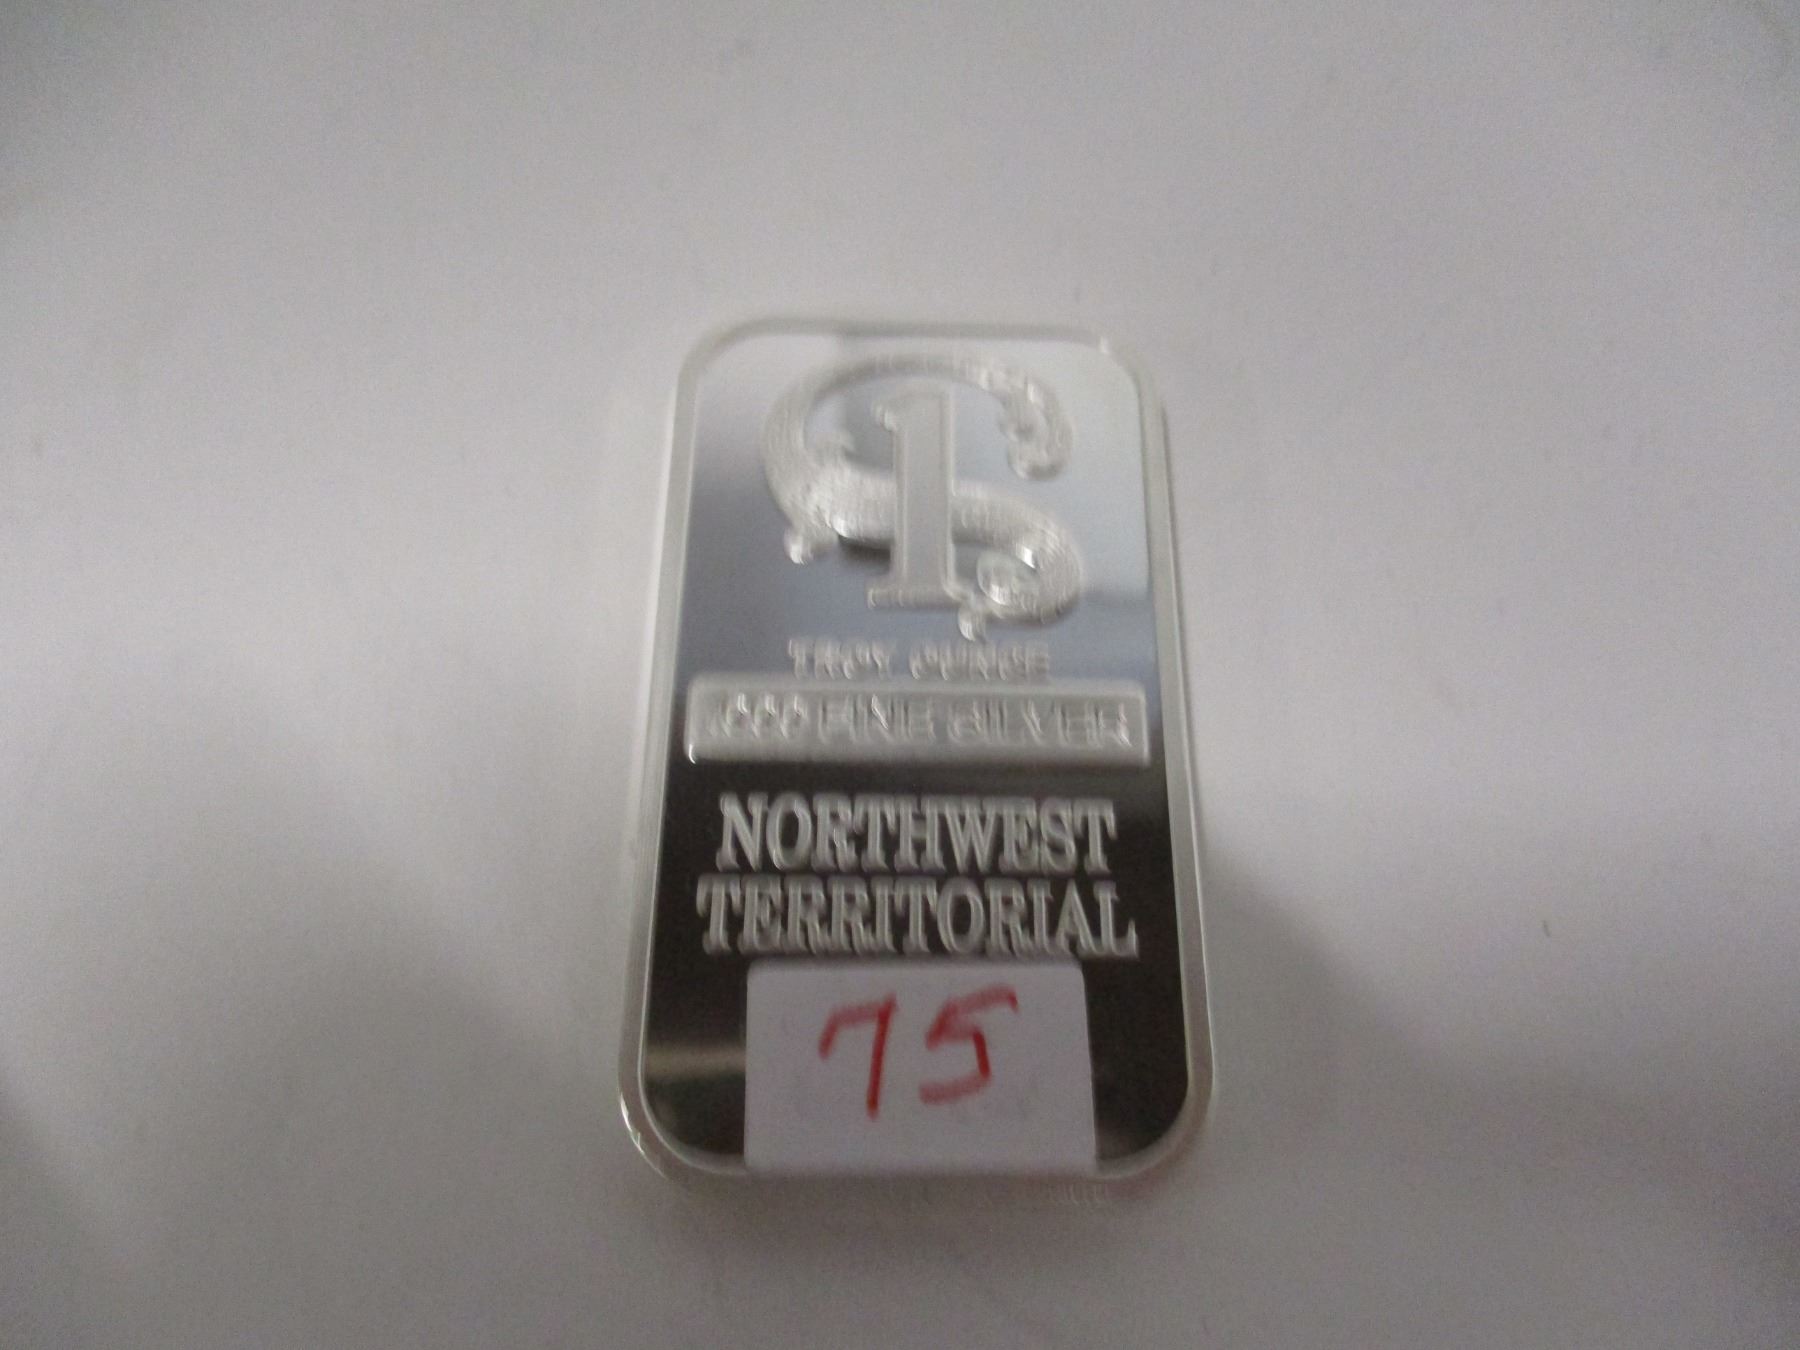 1
TROY OUNCE
.999 FINE SILVER
NORTHWEST
TERRITORIAL
75